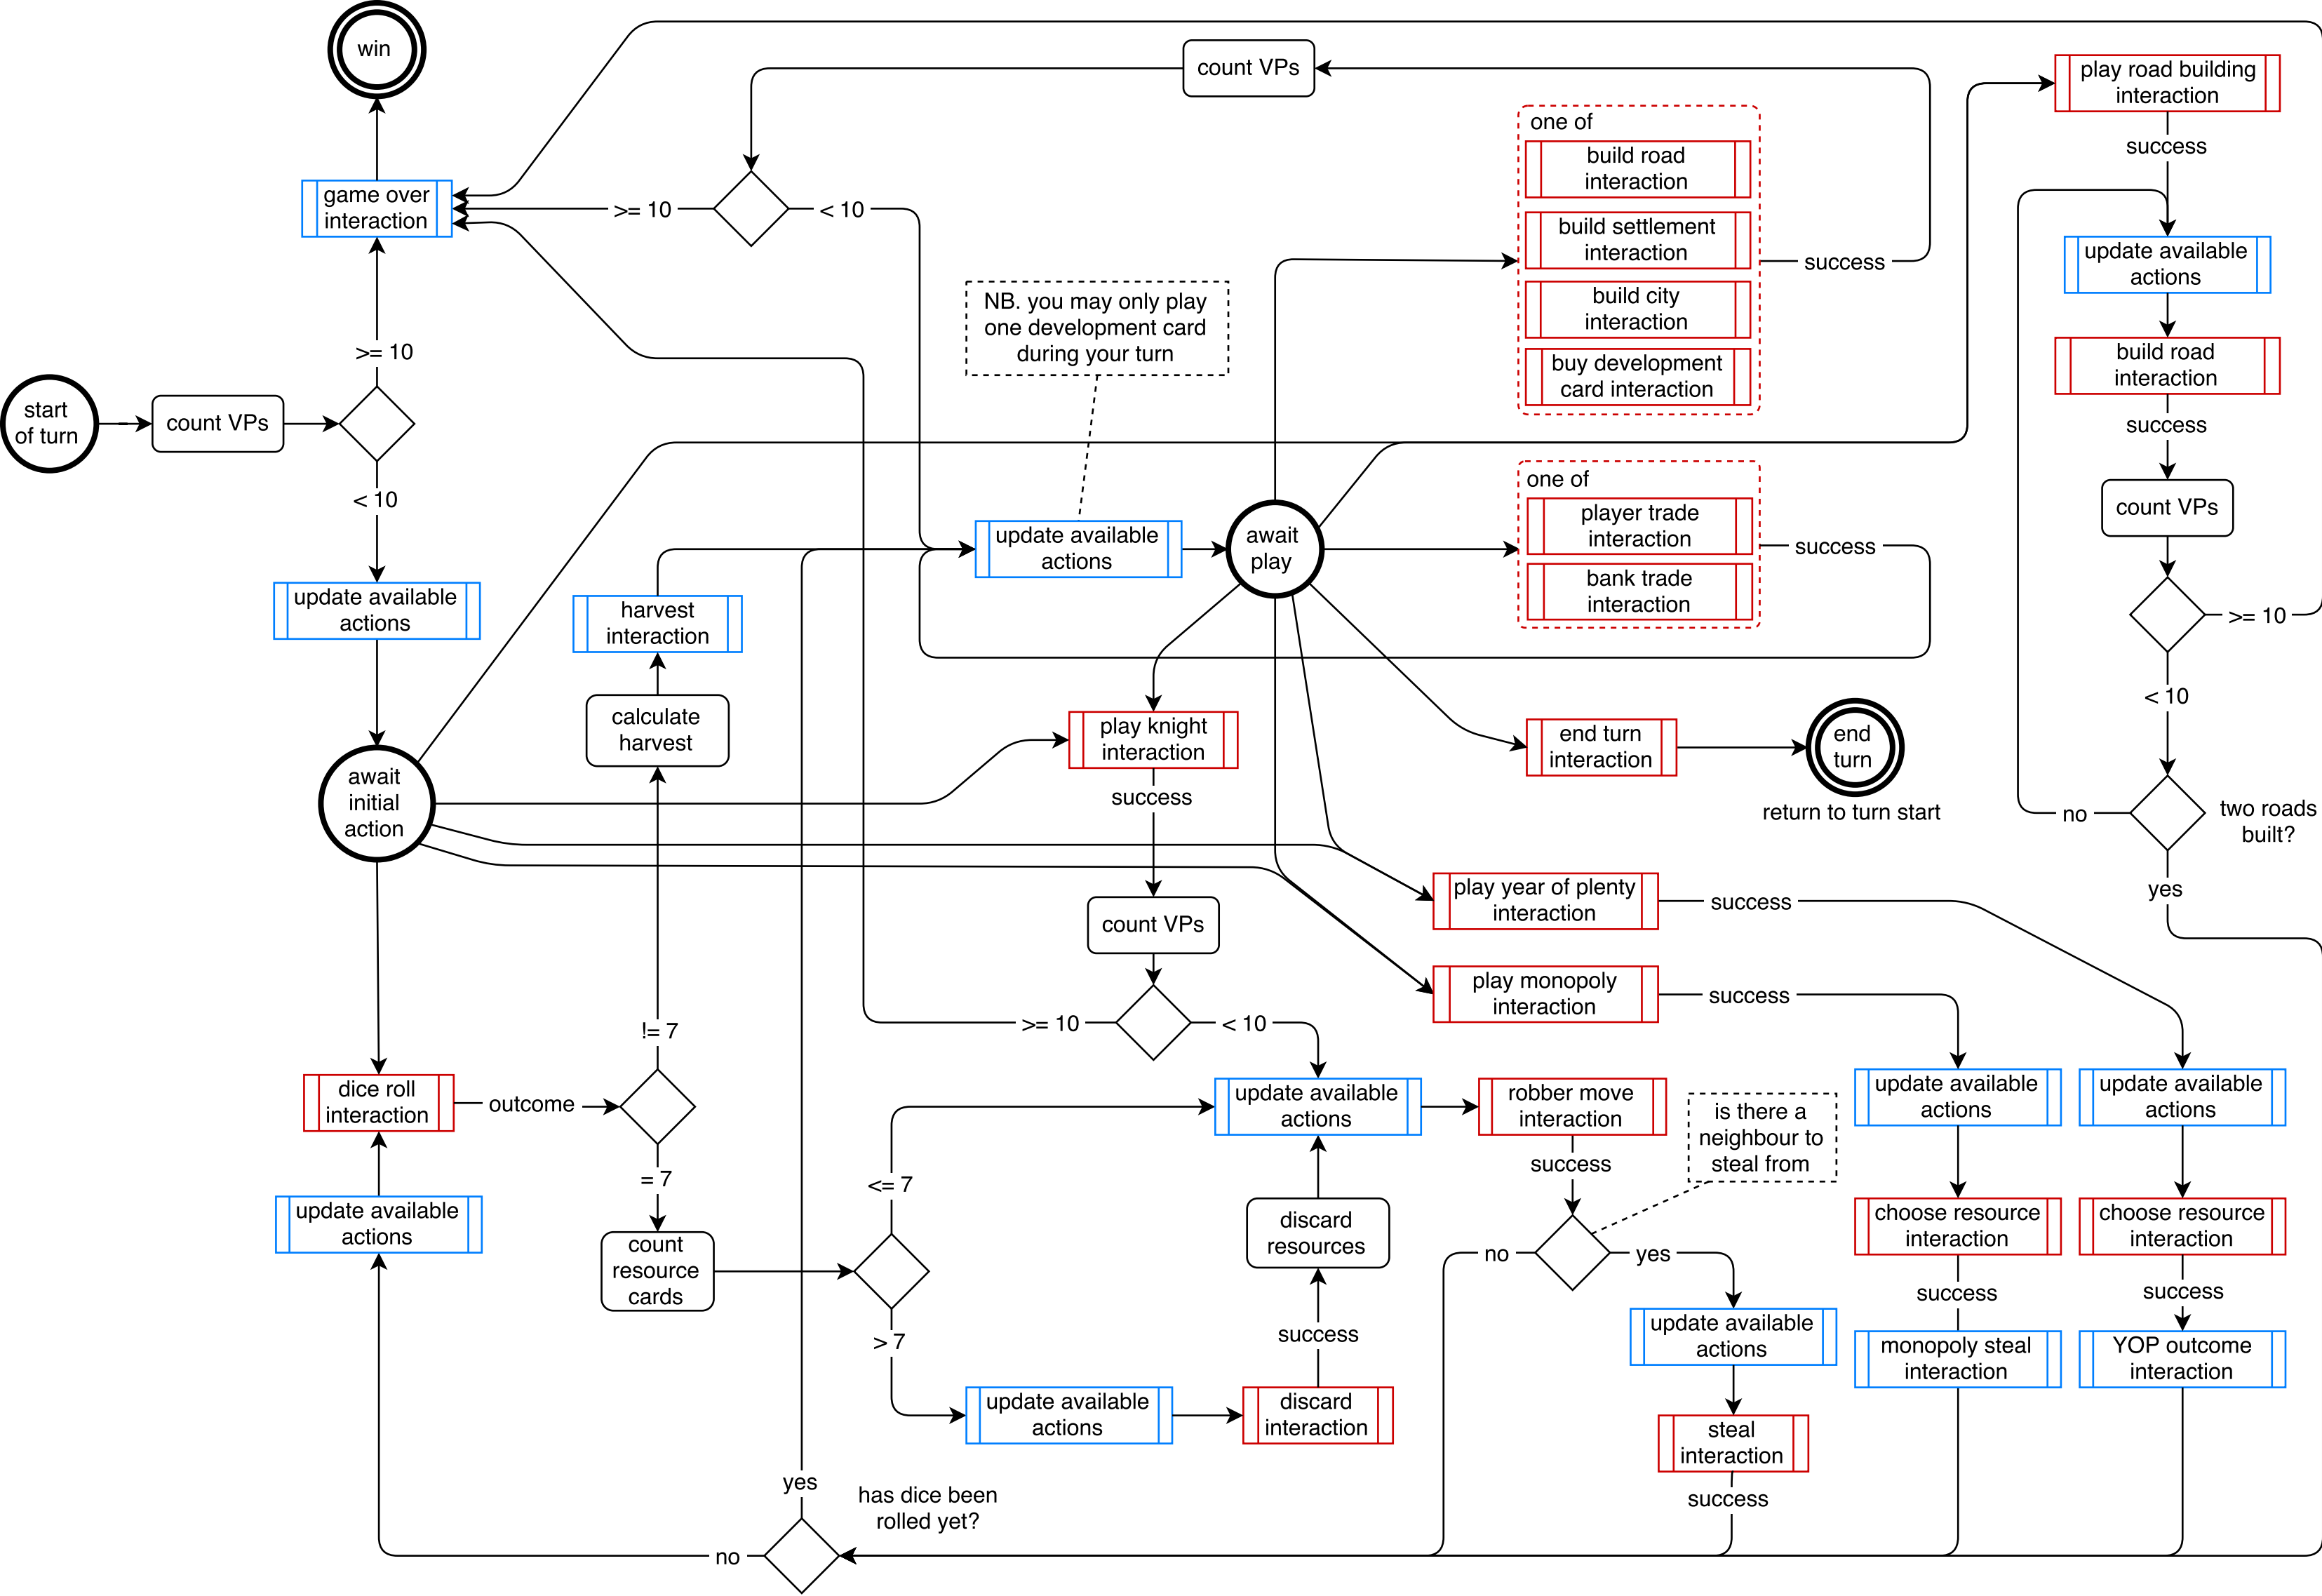 win
count VPs
play road building
interaction
success
one of
build road
interaction
build settlement
interaction
build city
interaction
buy development
card interaction
success
game over
interaction
>= 10
< 10
update available
actions
build road
interaction
success
count VPs
>= 10
< 10
no
two roads
built?
yes
NB. you may only play
one development card
during your turn
>= 10
start
of turn
count VPs
< 10
update available
actions
await
initial
action
harvest
interaction
calculate
harvest
update available
actions
await
play
one of
player trade
interaction
bank trade
interaction
success
play knight
interaction
success
count VPs
>= 10
< 10
end turn
interaction
end
turn
return to turn start
play year of plenty
interaction
success
play monopoly
interaction
success
!= 7
dice roll
interaction
outcome
= 7
update available
actions
count
resource
cards
<= 7
> 7
update available
actions
discard
interaction
success
discard
resources
update available
actions
robber move
interaction
success
is there a
neighbour to
steal from
no
yes
update available
actions
steal
interaction
success
update available
actions
choose resource
interaction
success
monopoly steal
interaction
update available
actions
choose resource
interaction
success
YOP outcome
interaction
yes
has dice been
rolled yet?
no